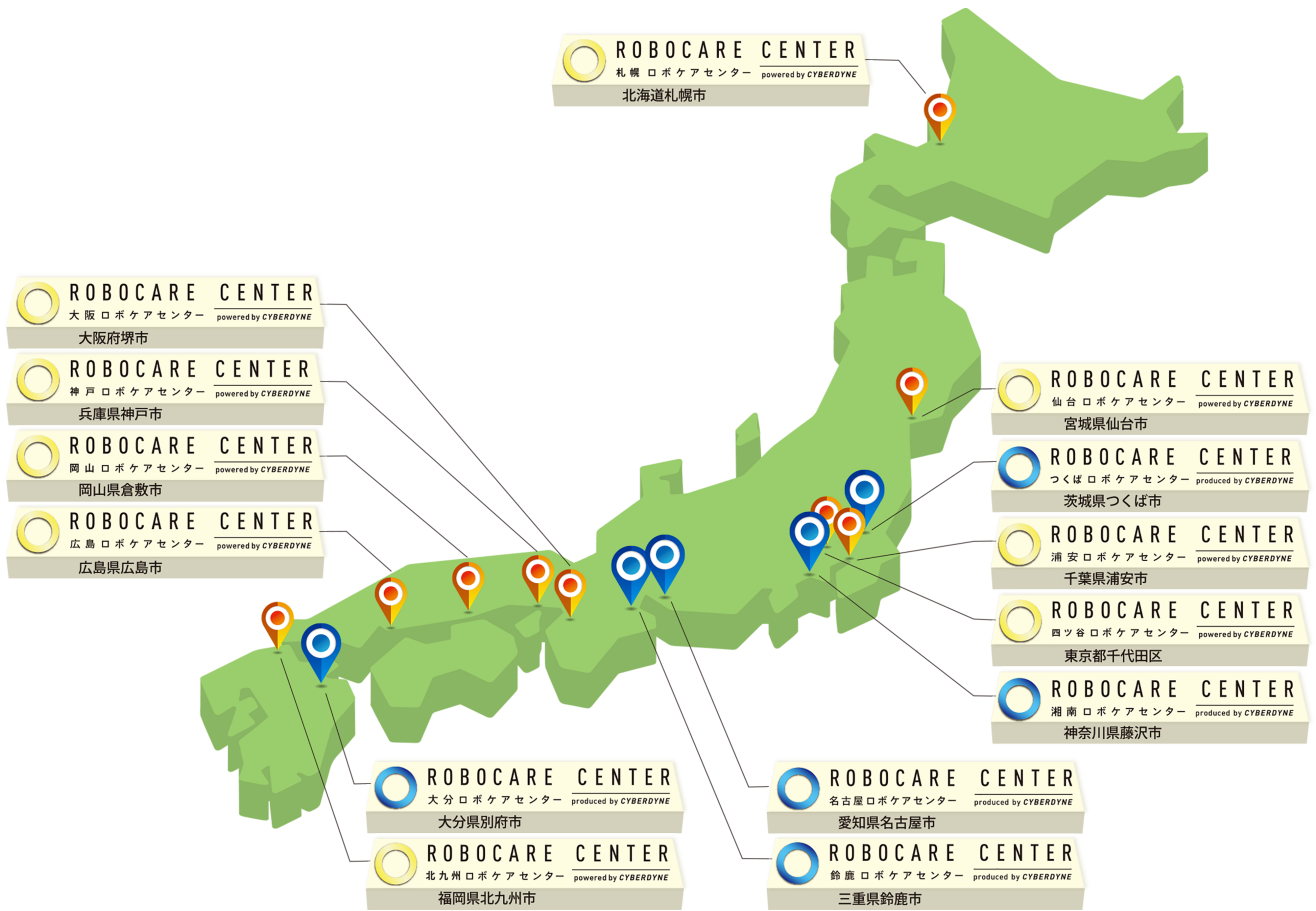 ROBOCARE CENTER
札幌ロボケアセンター powered by CYBERDYNE
北海道札幌市
ROBOCARE CENTER
大阪ロボケアセンター powered by CYBERDYNE
大阪府堺市
ROBOCARE CENTER
神戸ロボケアセンター powered by CYBERDYNE
兵庫県神戸市
ROBOCARE CENTER
岡山ロボケアセンター powered by CYBERDYNE
岡山県倉敷市
ROBOCARE CENTER
広島ロボケアセンター powered by CYBERDYNE
広島県広島市
ROBOCARE CENTER
仙台ロボケアセンター powered by CYBERDYNE
宮城県仙台市
ROBOCARE CENTER
つくばロボケアセンター produced by CYBERDYNE
茨城県つくば市
ROBOCARE CENTER
浦安ロボケアセンター powered by CYBERDYNE
千葉県浦安市
ROBOCARE CENTER
四ツ谷ロボケアセンター powered by CYBERDYNE
東京都千代田区
ROBOCARE CENTER
湘南ロボケアセンター produced by CYBERDYNE
神奈川県藤沢市
ROBOCARE CENTER
大分ロボケアセンター produced by CYBERDYNE
大分県別府市
ROBOCARE CENTER
北九州ロボケアセンター powered by CYBERDYNE
福岡県北九州市
ROBOCARE CENTER
名古屋ロボケアセンター produced by CYBERDYNE
愛知県名古屋市
ROBOCARE CENTER
鈴鹿ロボケアセンター produced by CYBERDYNE
三重県鈴鹿市